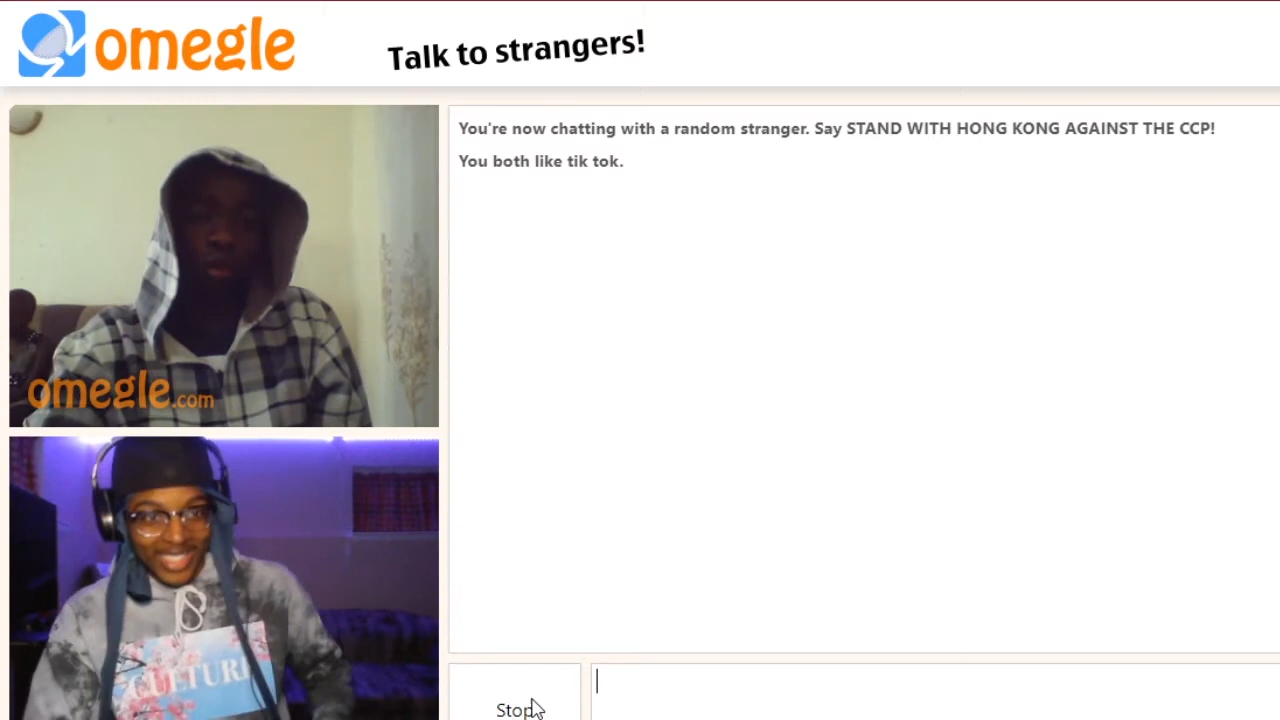 omegle
Talk to strangers!
You're now chatting with a random stranger. Say STAND WITH HONG KONG AGAINST THE CCP!
You both like tik tok.
omegle.com
CULTURE
Stop